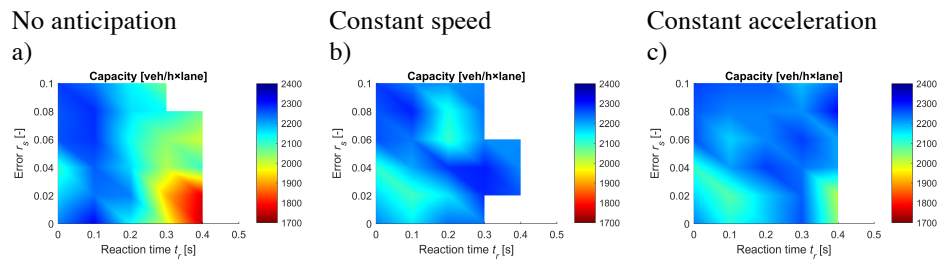 No anticipation
a)
Capacity [veh/h×lane]
Error r_s [-]
0.1
0.08
0.06
0.04
0.02
0
0 0.1 0.2 0.3 0.4 0.5
Reaction time t_r [s]
2400
2300
2200
2100
2000
1900
1800
1700
Constant speed
b)
Capacity [veh/h×lane]
Error r_s [-]
0.1
0.08
0.06
0.04
0.02
0
0 0.1 0.2 0.3 0.4 0.5
Reaction time t_r [s]
2400
2300
2200
2100
2000
1900
1800
1700
Constant acceleration
c)
Capacity [veh/h×lane]
Error r_s [-]
0.1
0.08
0.06
0.04
0.02
0
0 0.1 0.2 0.3 0.4 0.5
Reaction time t_r [s]
2400
2300
2200
2100
2000
1900
1800
1700